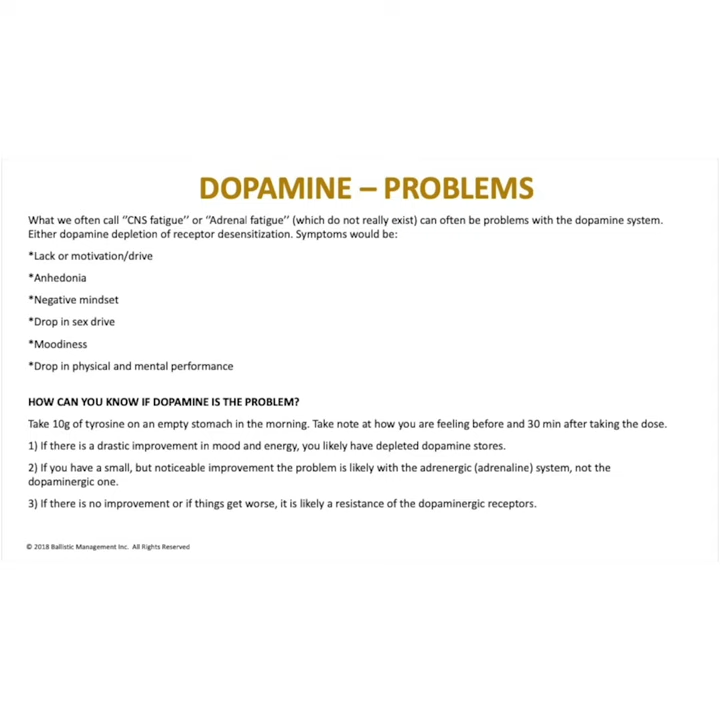 DOPAMINE – PROBLEMS
What we often call ‘’CNS fatigue’’ or ‘’Adrenal fatigue’’ (which do not really exist) can often be problems with the dopamine system.
Either dopamine depletion of receptor desensitization. Symptoms would be:
*Lack or motivation/drive
*Anhedonia
*Negative mindset
*Drop in sex drive
*Moodiness
*Drop in physical and mental performance
HOW CAN YOU KNOW IF DOPAMINE IS THE PROBLEM?
Take 10g of tyrosine on an empty stomach in the morning. Take note at how you are feeling before and 30 min after taking the dose.
1) If there is a drastic improvement in mood and energy, you likely have depleted dopamine stores.
2) If you have a small, but noticeable improvement the problem is likely with the adrenergic (adrenaline) system, not the
dopaminergic one.
3) If there is no improvement or if things get worse, it is likely a resistance of the dopaminergic receptors.
© 2018 Ballistic Management Inc. All Rights Reserved